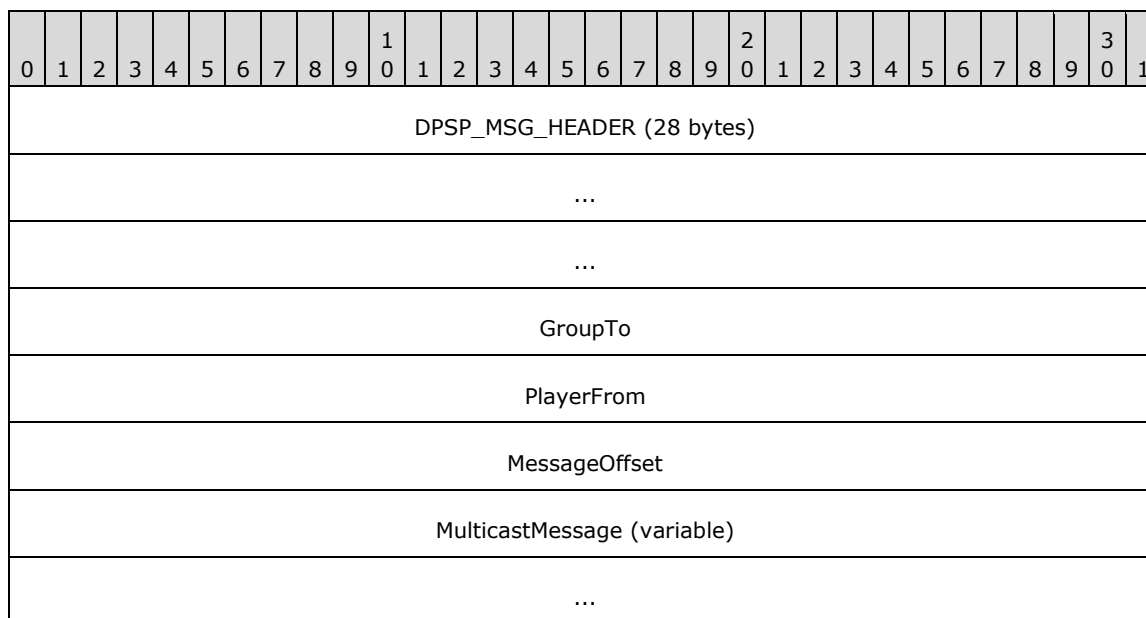 1 2 3
0 1 2 3 4 5 6 7 8 9 0 1 2 3 4 5 6 7 8 9 0 1 2 3 4 5 6 7 8 9 0 1
DPSP_MSG_HEADER (28 bytes)
...
...
GroupTo
PlayerFrom
MessageOffset
MulticastMessage (variable)
...